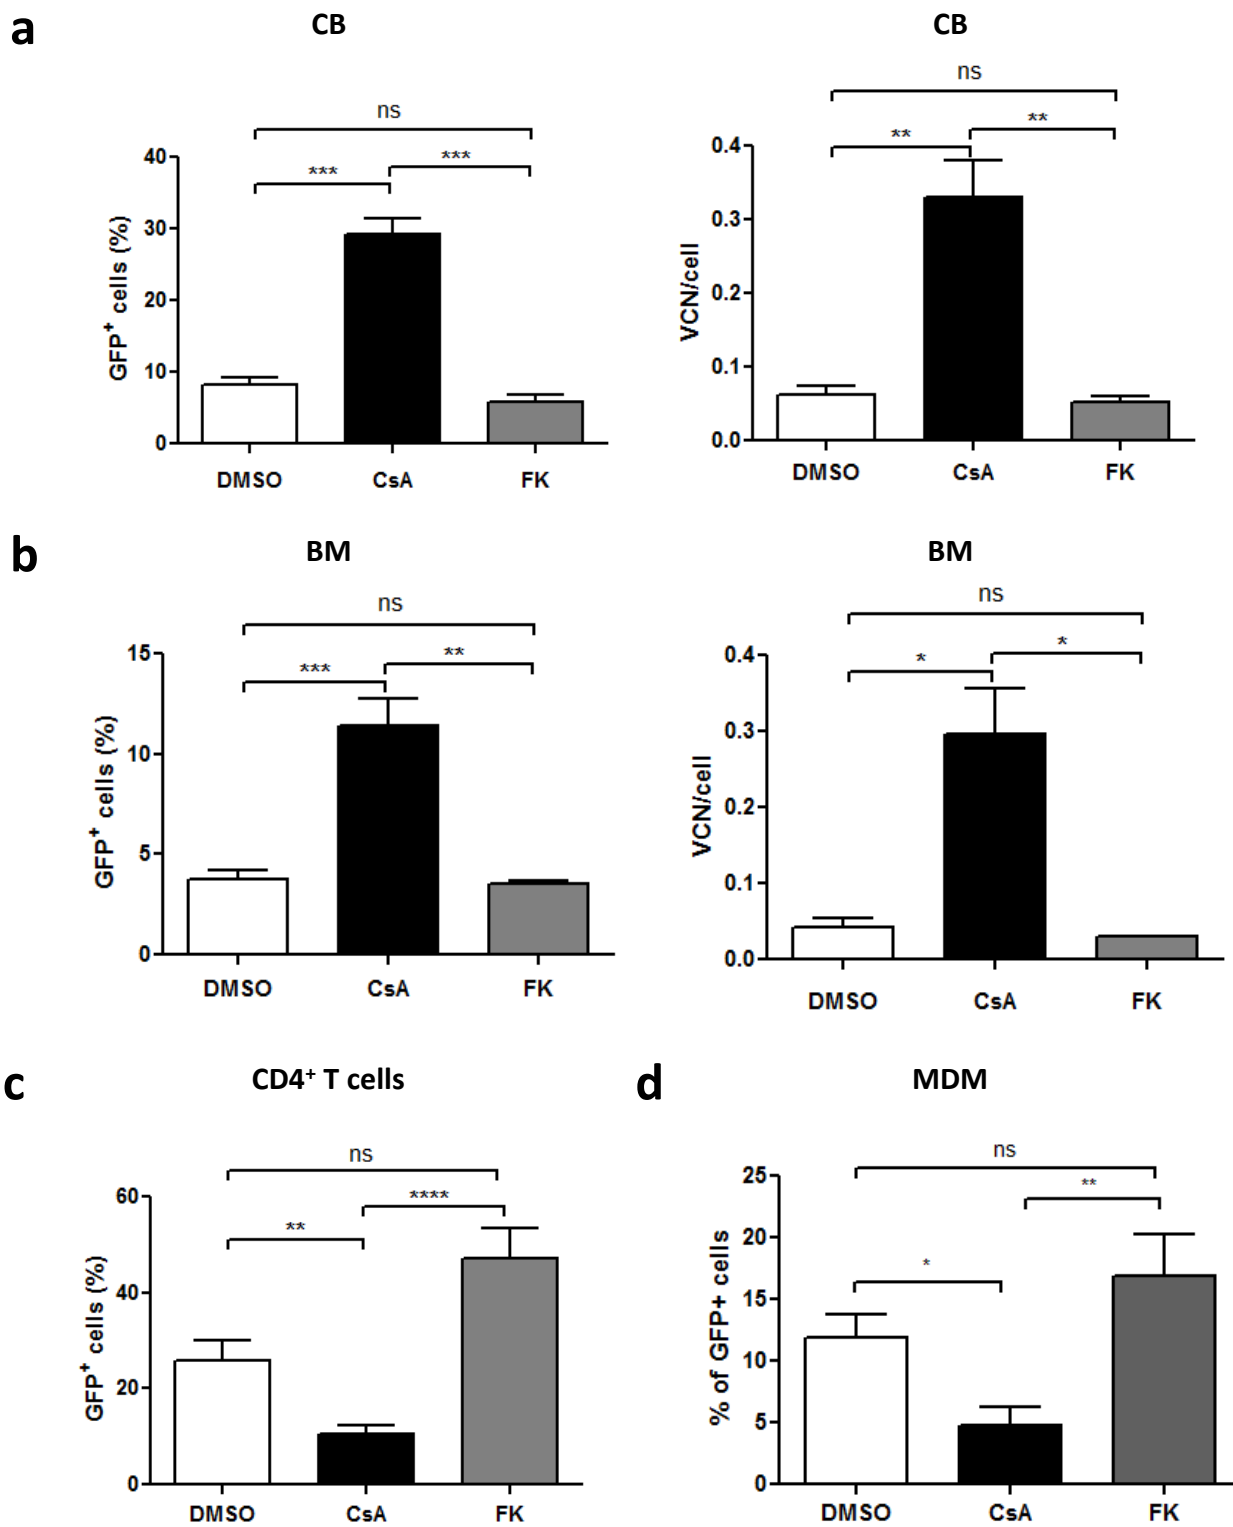 a
CB
ns
***
***
GFP⁺ cells (%)
40
30
20
10
0
DMSO CsA FK
CB
ns
**
**
VCN/cell
0.4
0.3
0.2
0.1
0.0
DMSO CsA FK
b
BM
ns
***
**
GFP⁺ cells (%)
15
10
5
0
DMSO CsA FK
BM
ns
*
*
VCN/cell
0.4
0.3
0.2
0.1
0.0
DMSO CsA FK
c
CD4⁺ T cells
ns
****
**
GFP⁺ cells (%)
60
40
20
0
DMSO CsA FK
d
MDM
ns
**
*
% of GFP+ cells
25
20
15
10
5
0
DMSO CsA FK